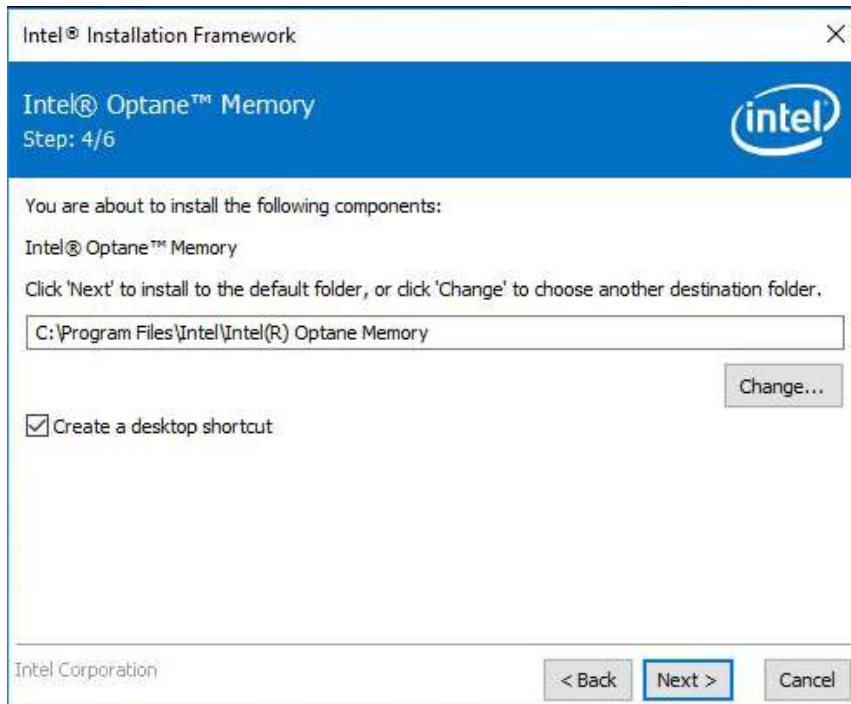 Intel® Installation Framework
Intel® Optane™ Memory
Step: 4/6
intel
You are about to install the following components:
Intel® Optane™ Memory
Click 'Next' to install to the default folder, or click 'Change' to choose another destination folder.
C:\Program Files\Intel\Intel(R) Optane Memory
Change...
Create a desktop shortcut
Intel Corporation
< Back
Next >
Cancel